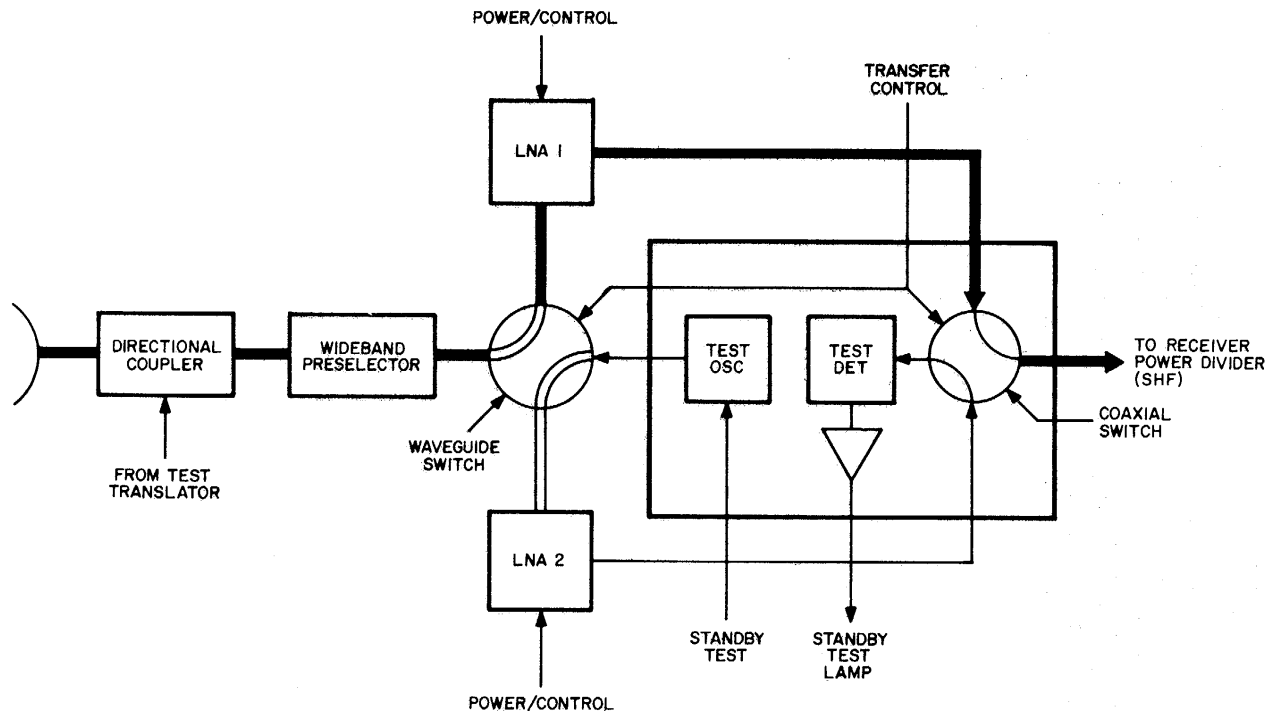 POWER/CONTROL
TRANSFER
CONTROL
LNA 1
DIRECTIONAL
COUPLER
WIDEBAND
PRESELECTOR
TEST
OSC
TEST
DET
TO RECEIVER
POWER DIVIDER
(SHF)
COAXIAL
SWITCH
WAVEGUIDE
SWITCH
FROM TEST
TRANSLATOR
LNA 2
STANDBY
TEST
STANDBY
TEST
LAMP
POWER/CONTROL